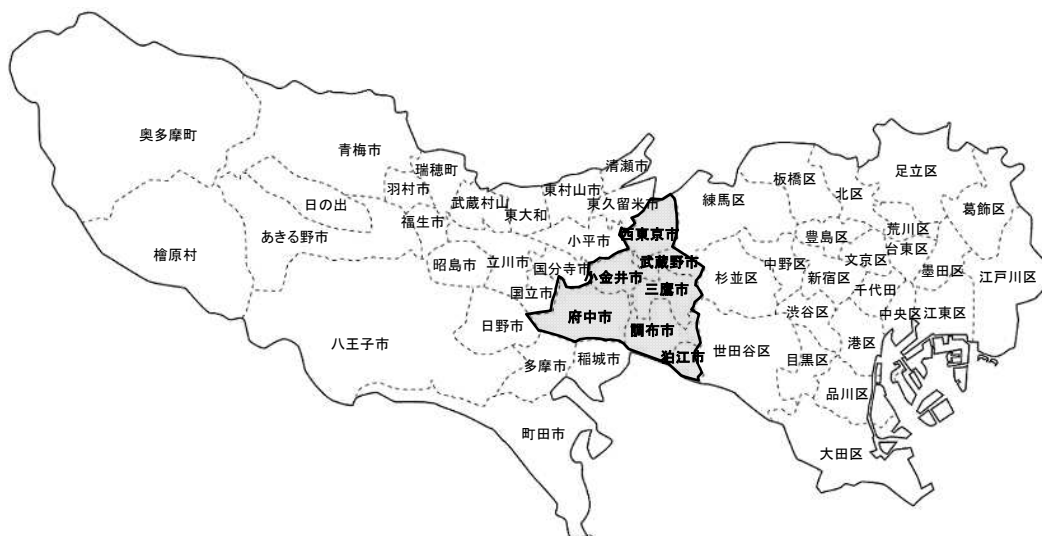 奥多摩町
青梅市
瑞穂町
羽村市
日の出
檜原村
あきる野市
福生市
武蔵村山
東大和
東村山市
清瀬市
東久留米市
小平市
昭島市
立川市
国分寺市
国立市
日野市
八王子市
多摩市
稲城市
町田市
西東京市
武蔵野市
小金井市
三鷹市
府中市
調布市
狛江市
練馬区
板橋区
北区
足立区
葛飾区
豊島区
荒川区
文京区
台東区
杉並区
中野区
新宿区
千代田
墨田区
江戸川区
渋谷区
中央区
江東区
世田谷区
目黒区
港区
品川区
大田区